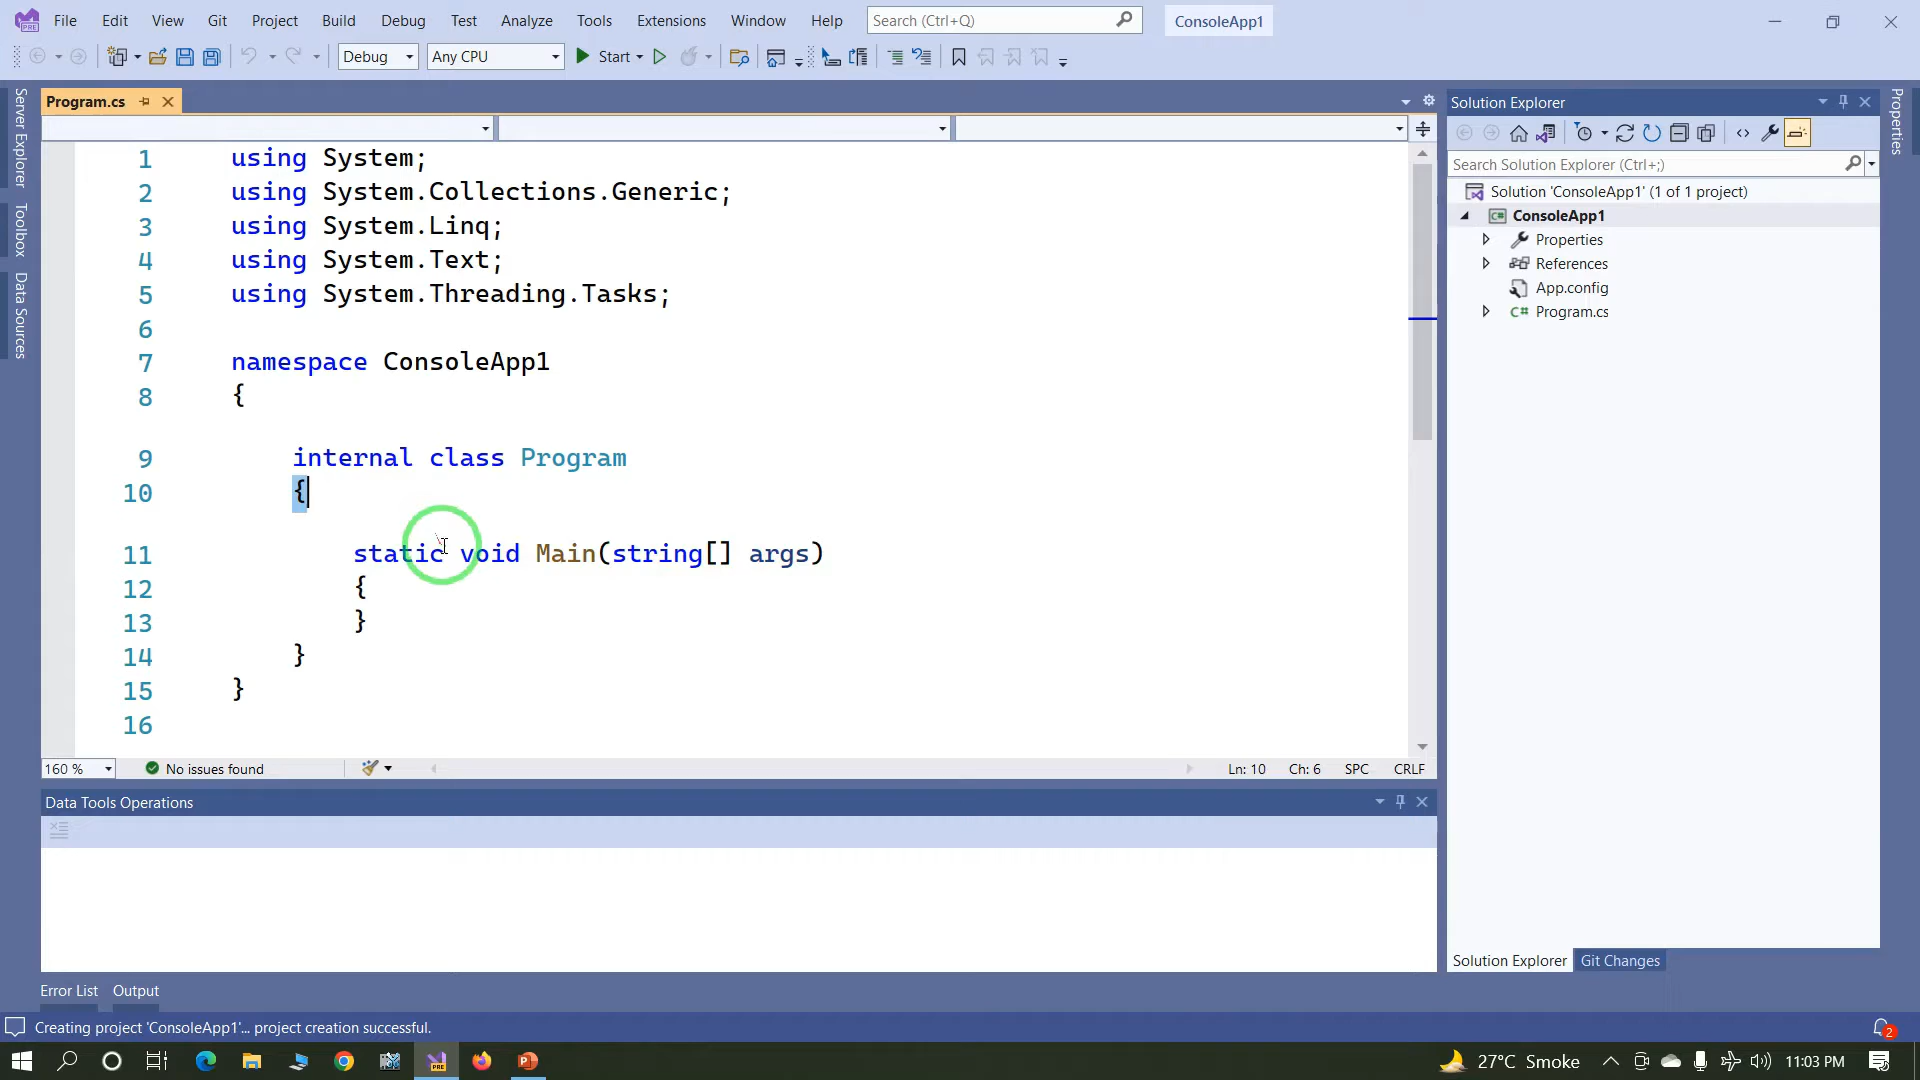 File Edit View Git Project Build Debug Test Analyze Tools Extensions Window Help Search (Ctrl+Q) ConsoleApp1
Debug Any CPU Start
Program.cs
Server Explorer
Toolbox
Data Sources
1 using System;
2 using System.Collections.Generic;
3 using System.Linq;
4 using System.Text;
5 using System.Threading.Tasks;
6
7 namespace ConsoleApp1
8 {
9 internal class Program
10 {
11 static void Main(string[] args)
12 {
13 }
14 }
15 }
16
160 % No issues found Ln: 10 Ch: 6 SPC CRLF
Solution Explorer
Search Solution Explorer (Ctrl+;)
Solution 'ConsoleApp1' (1 of 1 project)
C# ConsoleApp1
Properties
References
App.config
C# Program.cs
Solution Explorer Git Changes
Properties
Data Tools Operations
Error List Output
Creating project 'ConsoleApp1'... project creation successful.
2
PRE
PRE
27°C Smoke 11:03 PM